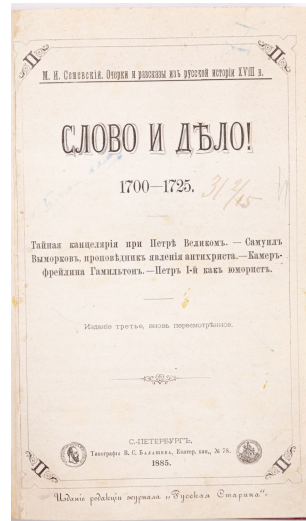 М. И. Семевскій. Очерки и разсказы изъ русской исторіи XVIII в.
СЛОВО И ДѢЛО!
1700—1725.
Тайная канцелярія при Петрѣ Великомъ. — Самуилъ
Выморковъ, проповѣдникъ явленія антихриста. — Камеръ-
фрейлина Гамильтонъ. — Петръ I-й какъ юмористъ.
Изданіе третье, вновь пересмотрѣнное.
С.-ПЕТЕРБУРГЪ.
Типографія В. С. Балашева, Екатер. кан., № 78.
1885.
Изданіе редакціи журнала „Русская Старина“.